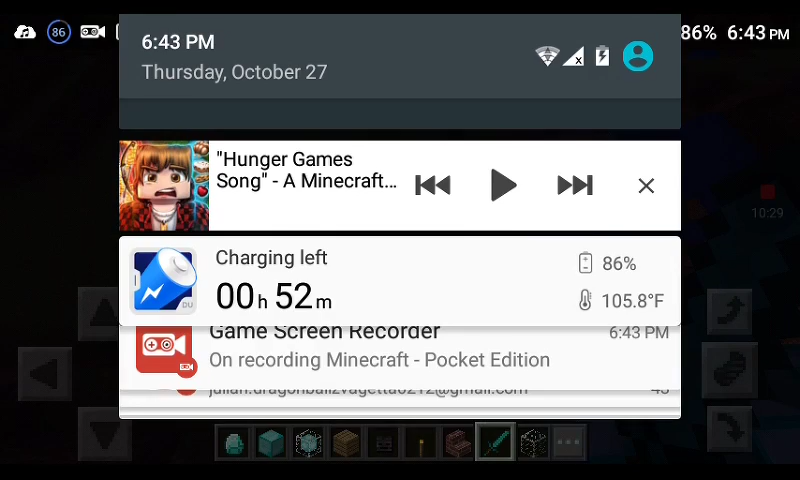 86
86% 6:43 PM
6:43 PM
Thursday, October 27
"Hunger Games
Song" - A Minecraft...
10:29
Charging left
86%
00h 52m
105.8°F
DU
Game Screen Recorder
6:43 PM
On recording Minecraft - Pocket Edition